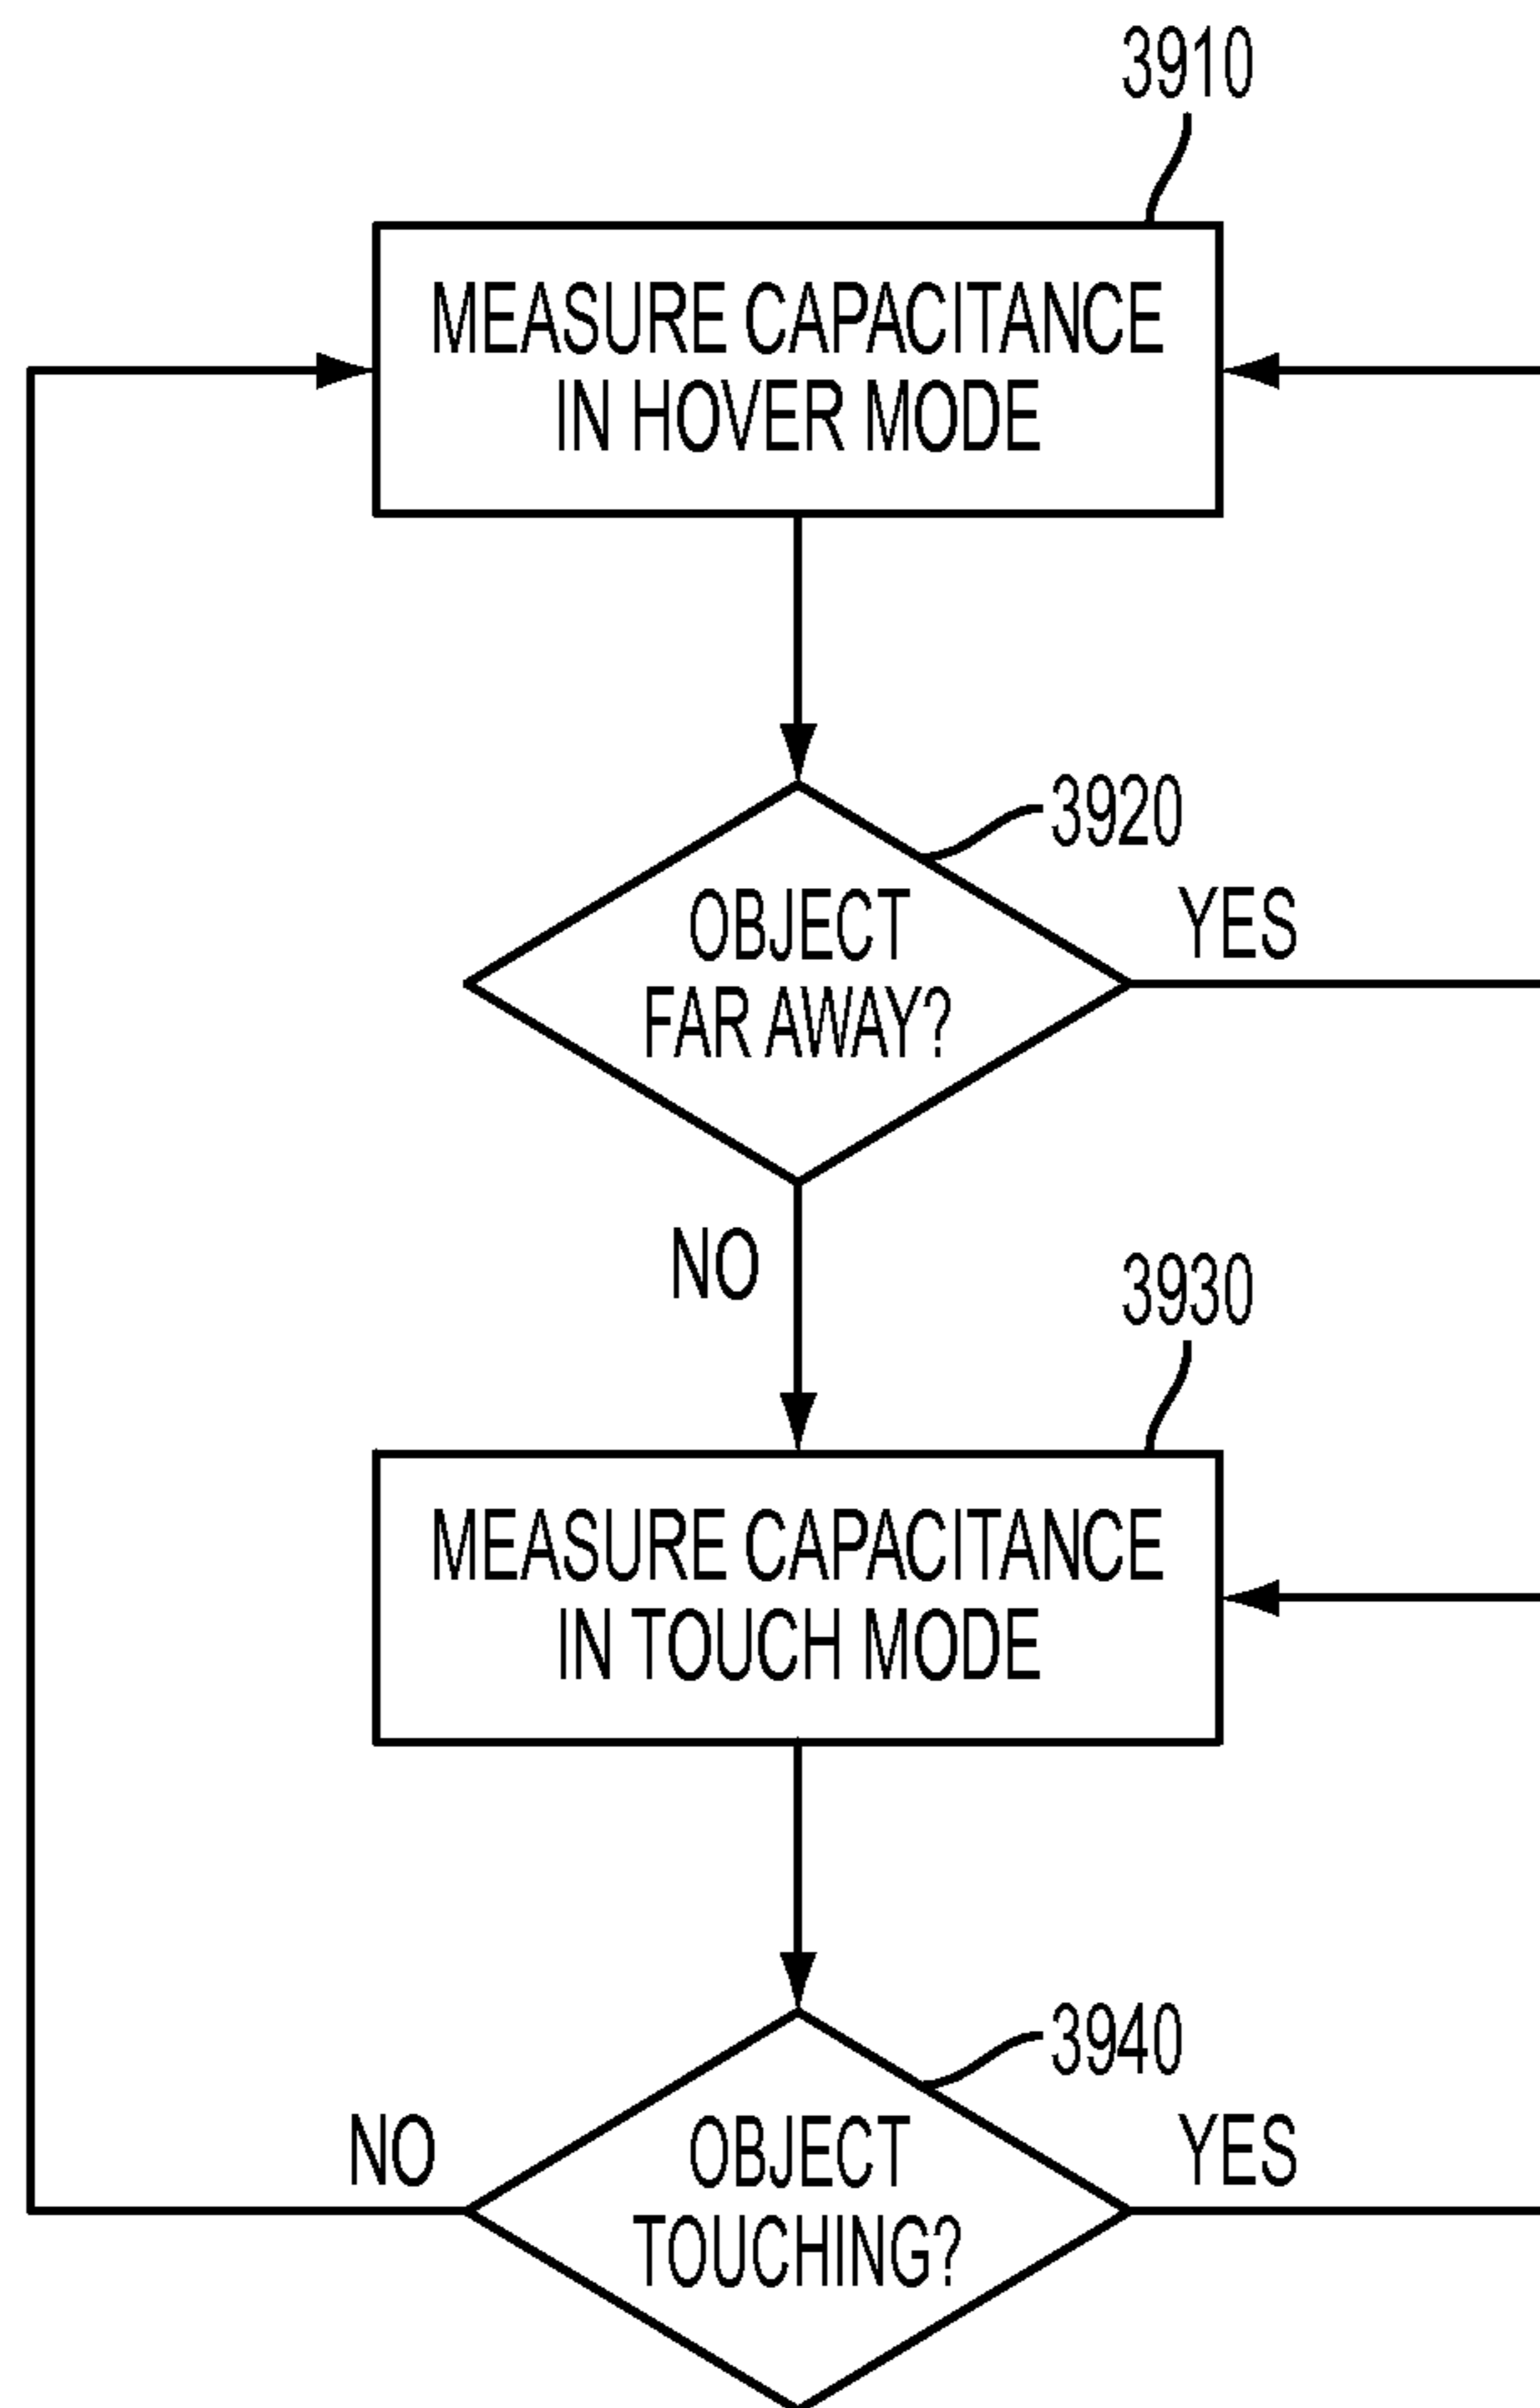 3910
MEASURE CAPACITANCE
IN HOVER MODE
3920
OBJECT
FAR AWAY?
YES
NO
3930
MEASURE CAPACITANCE
IN TOUCH MODE
3940
NO
OBJECT
TOUCHING?
YES